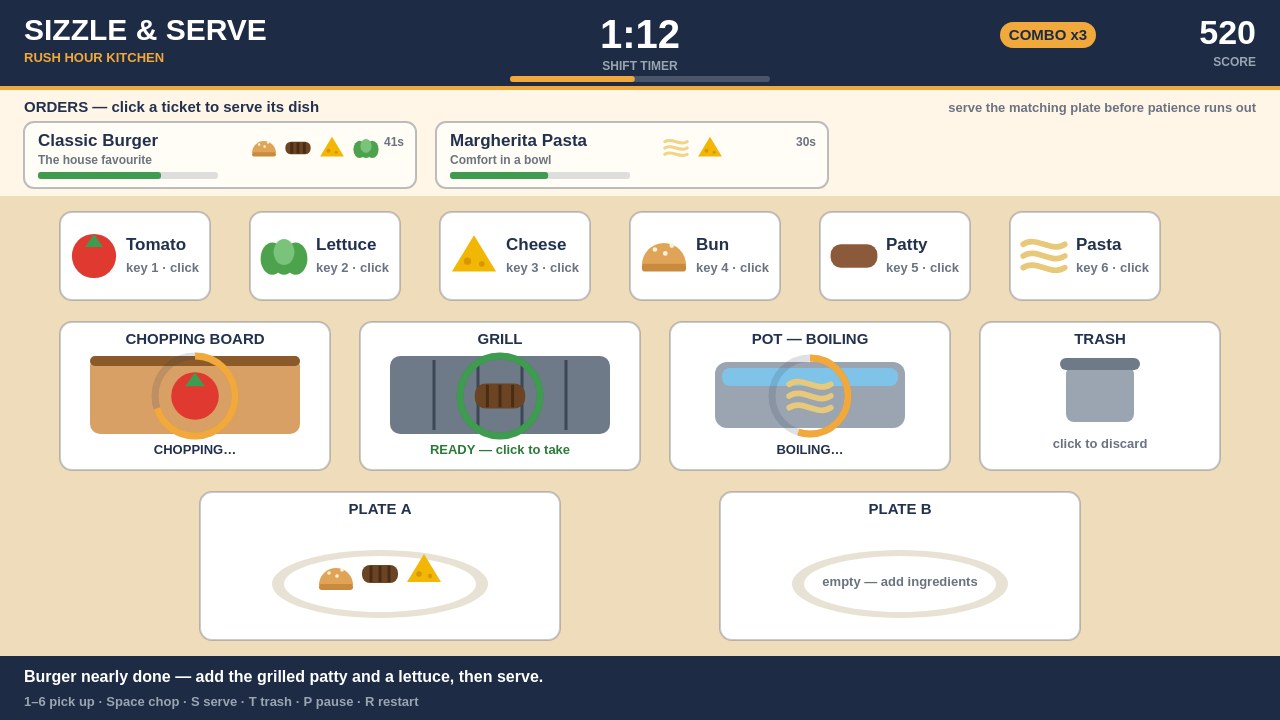 SIZZLE & SERVE
RUSH HOUR KITCHEN
1:12
SHIFT TIMER
COMBO x3
520
SCORE
ORDERS — click a ticket to serve its dish
serve the matching plate before patience runs out
Classic Burger
The house favourite
41s
Margherita Pasta
Comfort in a bowl
30s
Tomato
key 1 · click
Lettuce
key 2 · click
Cheese
key 3 · click
Bun
key 4 · click
Patty
key 5 · click
Pasta
key 6 · click
CHOPPING BOARD
CHOPPING…
GRILL
READY — click to take
POT — BOILING
BOILING…
TRASH
click to discard
PLATE A
PLATE B
empty — add ingredients
Burger nearly done — add the grilled patty and a lettuce, then serve.
1–6 pick up · Space chop · S serve · T trash · P pause · R restart